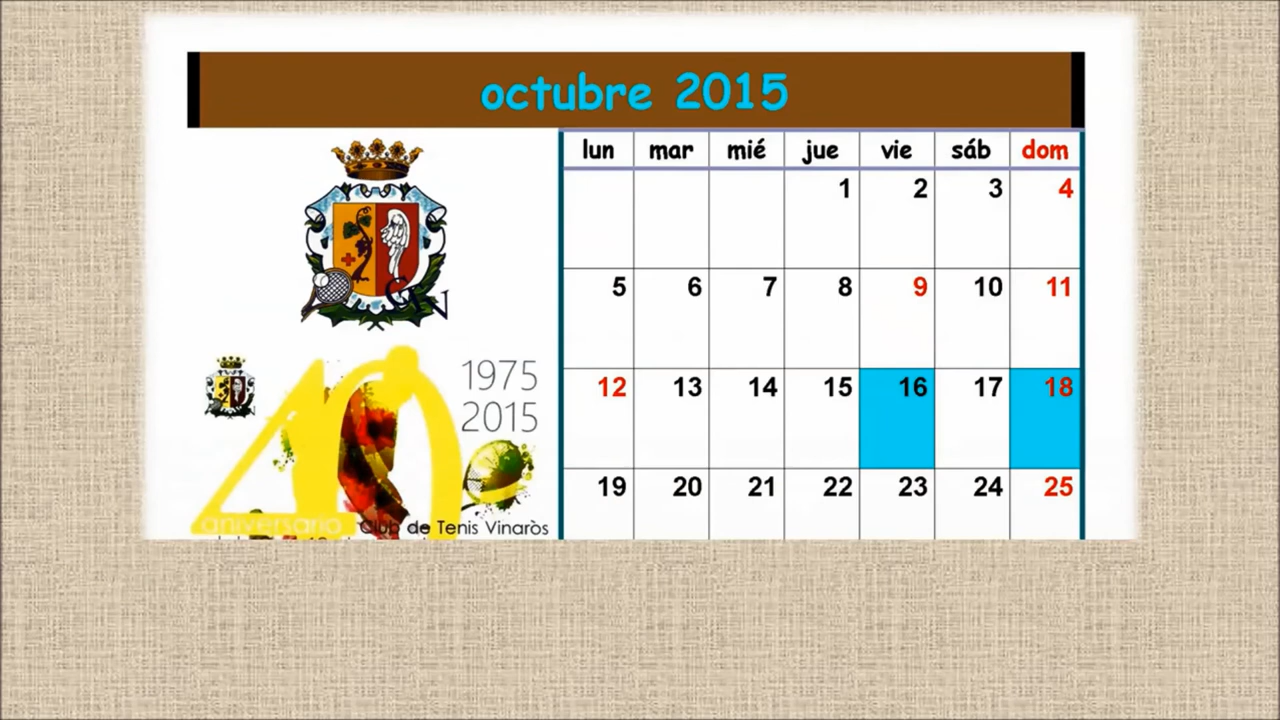 octubre 2015
lun mar mié jue vie sáb dom
1 2 3 4
5 6 7 8 9 10 11
12 13 14 15 16 17 18
19 20 21 22 23 24 25
CTV
1975
2015
40
aniversario Club de Tenis Vinaròs